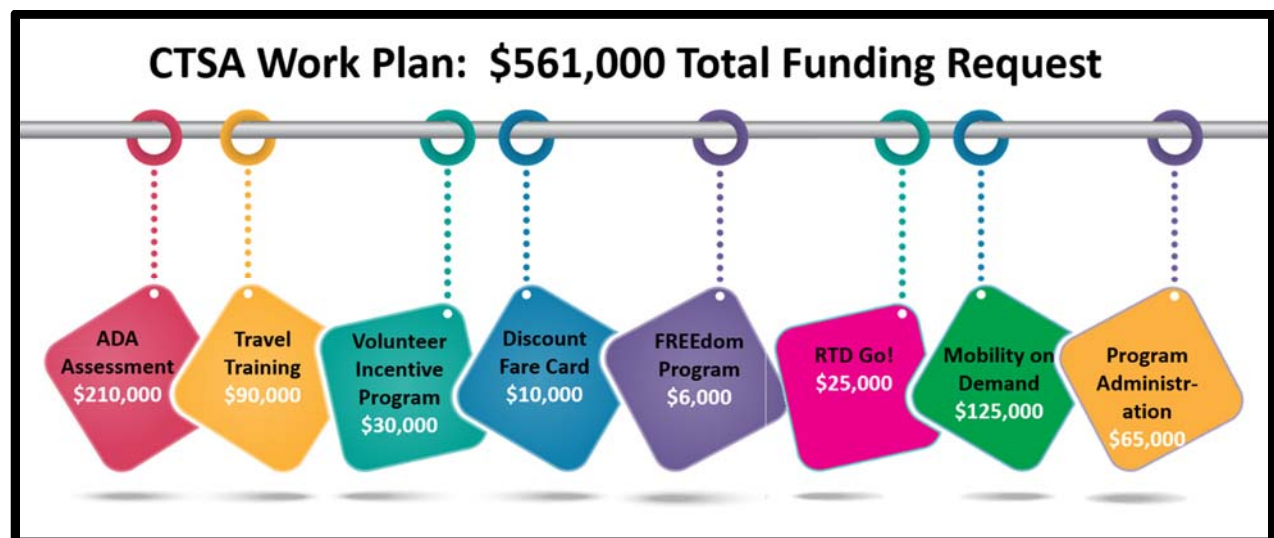 CTSA Work Plan: $561,000 Total Funding Request
ADA
Assessment
$210,000
Travel
Training
$90,000
Volunteer
Incentive
Program
$30,000
Discount
Fare Card
$10,000
FREEdom
Program
$6,000
RTD Go!
$25,000
Mobility on
Demand
$125,000
Program
Administr-
ation
$65,000